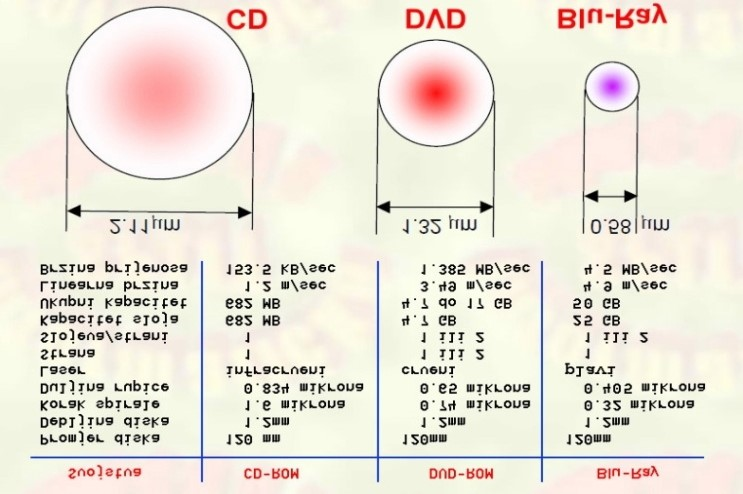 Svojstva CD-ROM DVD-ROM Blu-Ray
Promjer diska 120 mm 120mm 120mm
Debljina diska 1.2mm 1.2mm 1.2mm
Korak spirale 1.6 mikrona 0.74 mikrona 0.32 mikrona
Duljina rupice 0.834 mikrona 0.65 mikrona 0.405 mikrona
Laser infracrveni crveni plavi
Strana 1 1 ili 2 1
Slojeva/strani 1 1 ili 2 1 ili 2
Kapacitet sloja 682 MB 4.7 GB 25 GB
Ukupni kapacitet 682 MB 4.7 do 17 GB 50 GB
Linearna brzina 1.2 m/sec 3.49 m/sec 4.9 m/sec
Brzina prijenosa 153.5 kB/sec 1.385 MB/sec 4.5 MB/sec
2.11µm 1.32 µm 0.58 µm
CD DVD Blu-Ray